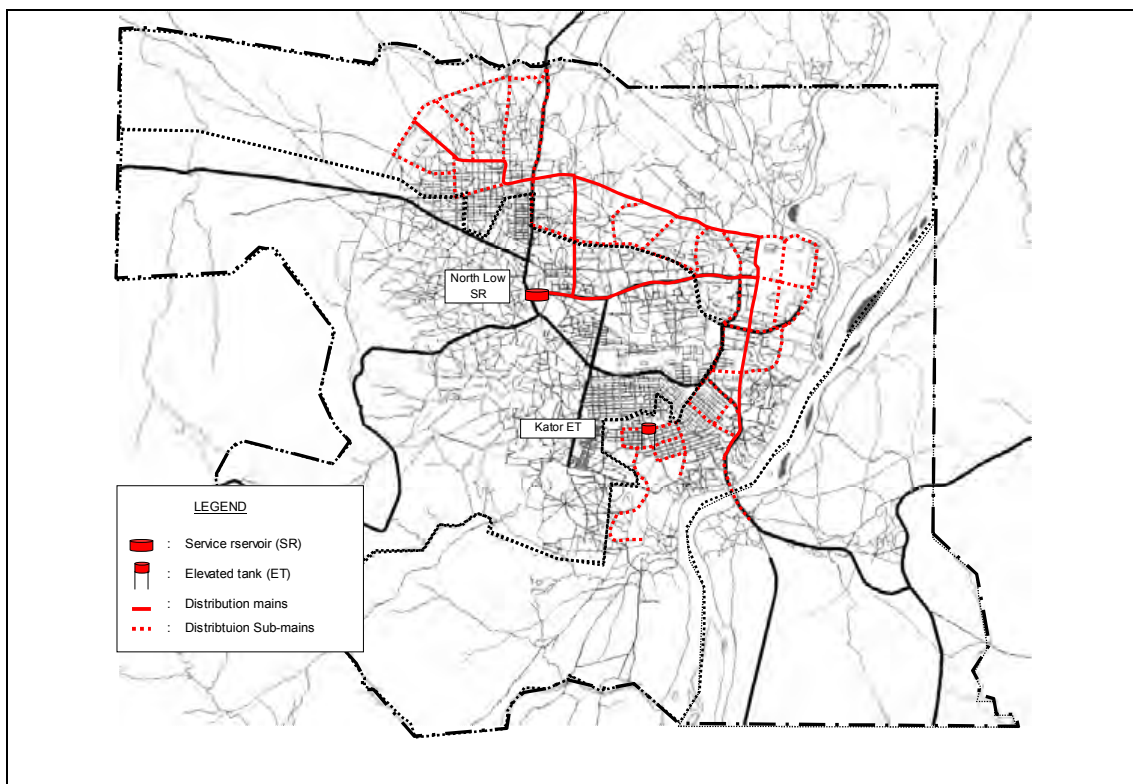 North Low
SR
Kator ET
LEGEND
: Service rservoir (SR)
: Elevated tank (ET)
: Distribution mains
: Distribtuion Sub-mains